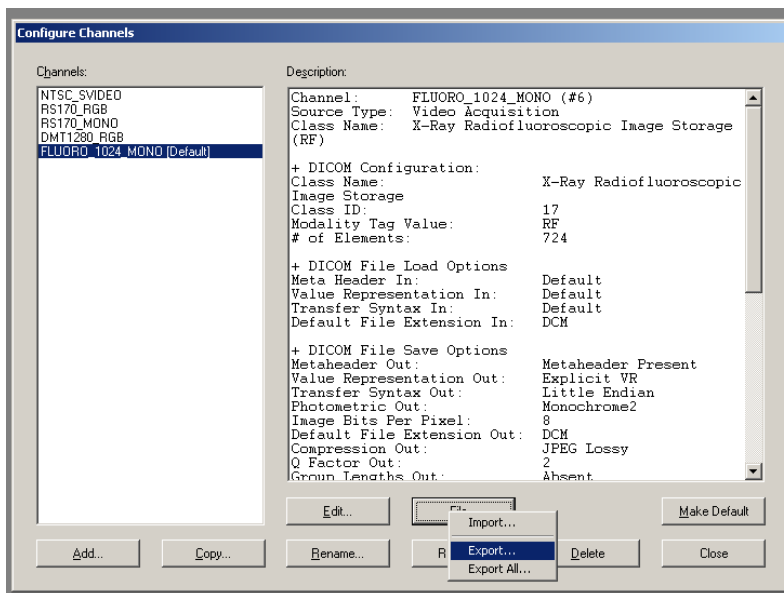 Configure Channels
Channels:
NTSC_SVIDEO
RS170_RGB
RS170_MONO
DMT1280_RGB
FLUORO_1024_MONO [Default]
Description:
Channel: FLUORO_1024_MONO (#6)
Source Type: Video Acquisition
Class Name: X-Ray Radiofluoroscopic Image Storage
(RF)
+ DICOM Configuration:
Class Name: X-Ray Radiofluoroscopic
Image Storage
Class ID: 17
Modality Tag Value: RF
# of Elements: 724
+ DICOM File Load Options
Meta Header In: Default
Value Representation In: Default
Transfer Syntax In: Default
Default File Extension In: DCM
+ DICOM File Save Options
Metaheader Out: Metaheader Present
Value Representation Out: Explicit VR
Transfer Syntax Out: Little Endian
Photometric Out: Monochrome2
Image Bits Per Pixel: 8
Default File Extension Out: DCM
Compression Out: JPEG Lossy
Q Factor Out: 2
Group Lengths Out: Absent
Edit...
Make Default
Import...
Export...
Export All...
Add...
Copy...
Rename...
R
Delete
Close